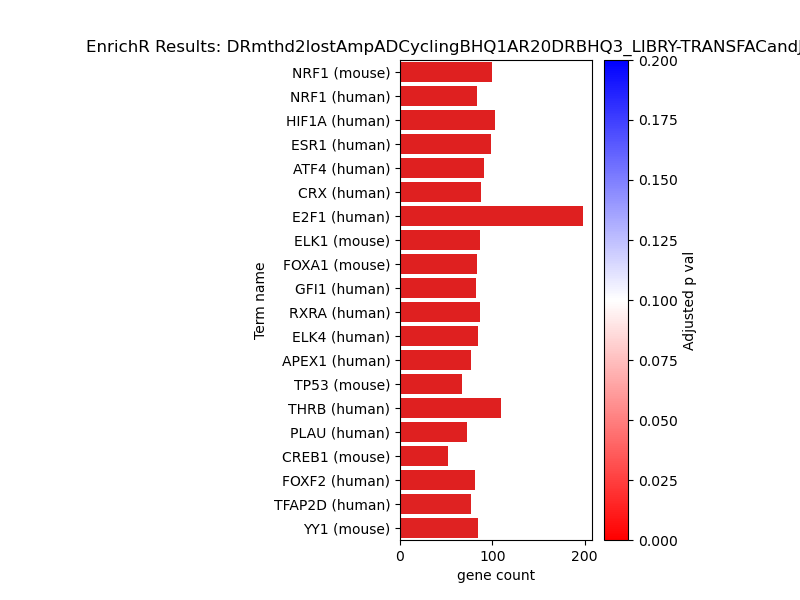 EnrichR Results: DRmthd2lostAmpADCyclingBHQ1AR20DRBHQ3_LIBRY-TRANSFACandJ
NRF1 (mouse)
NRF1 (human)
HIF1A (human)
ESR1 (human)
ATF4 (human)
CRX (human)
E2F1 (human)
ELK1 (mouse)
FOXA1 (mouse)
GFI1 (human)
RXRA (human)
ELK4 (human)
APEX1 (human)
TP53 (mouse)
THRB (human)
PLAU (human)
CREB1 (mouse)
FOXF2 (human)
TFAP2D (human)
YY1 (mouse)
Term name
0 100 200
gene count
0.200
0.175
0.150
0.125
0.100
0.075
0.050
0.025
0.000
Adjusted p val